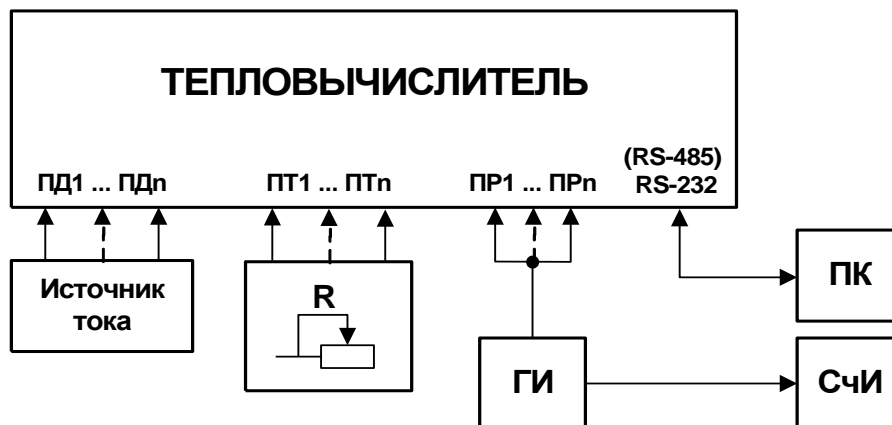 ТЕПЛОВЫЧИСЛИТЕЛЬ
(RS-485)
ПД1 ... ПДn ПТ1 ... ПТn ПР1 ... ПРn RS-232
Источник
тока
R
ПК
ГИ
СчИ